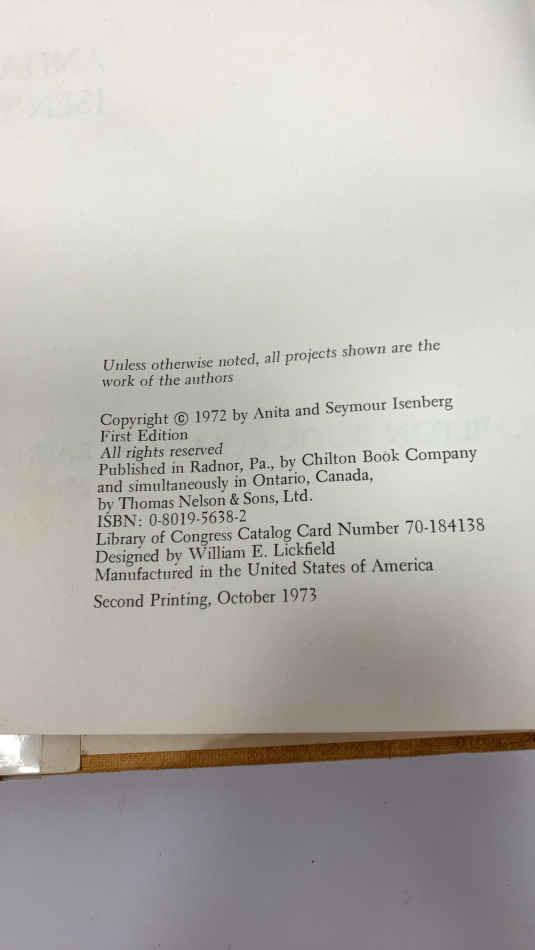 Unless otherwise noted, all projects shown are the
work of the authors
Copyright © 1972 by Anita and Seymour Isenberg
First Edition
All rights reserved
Published in Radnor, Pa., by Chilton Book Company
and simultaneously in Ontario, Canada,
by Thomas Nelson & Sons, Ltd.
ISBN: 0-8019-5638-2
Library of Congress Catalog Card Number 70-184138
Designed by William E. Lickfield
Manufactured in the United States of America
Second Printing, October 1973